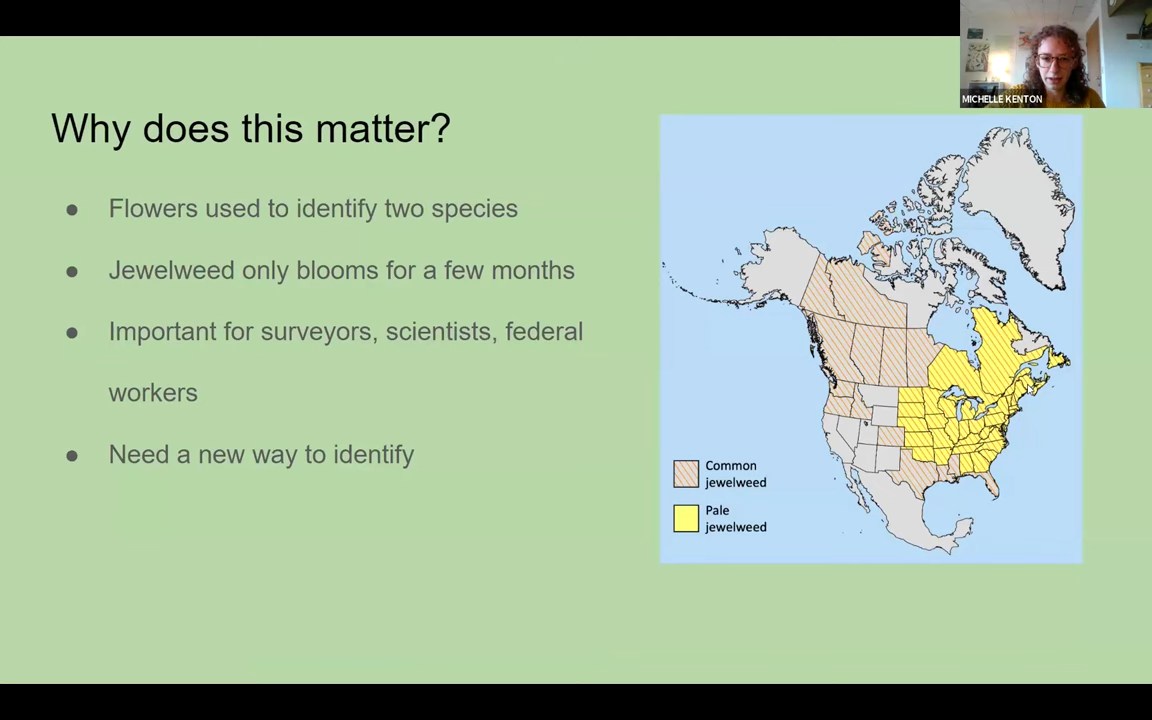 MICHELLE KENTON
Why does this matter?
● Flowers used to identify two species
● Jewelweed only blooms for a few months
● Important for surveyors, scientists, federal
workers
● Need a new way to identify
Common
jewelweed
Pale
jewelweed